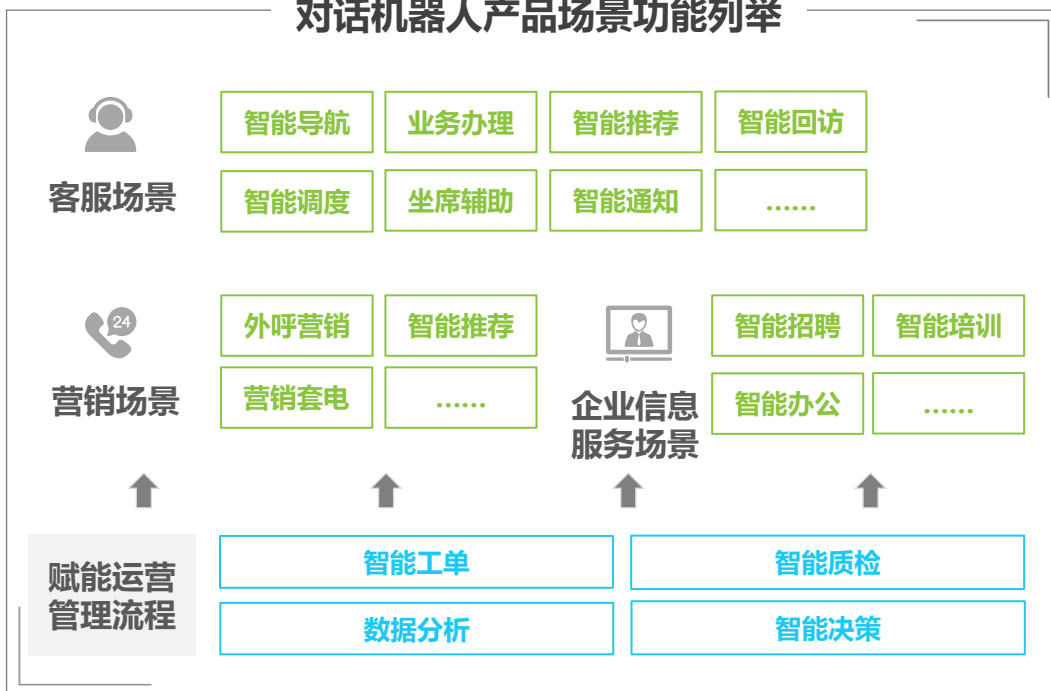 对话机器人产品场景功能列举
智能导航
业务办理
智能推荐
智能回访
客服场景
智能调度
坐席辅助
智能通知
......
24
外呼营销
智能推荐
营销场景
营销套电
......
智能招聘
智能培训
企业信息
服务场景
智能办公
......
赋能运营
管理流程
智能工单
智能质检
数据分析
智能决策